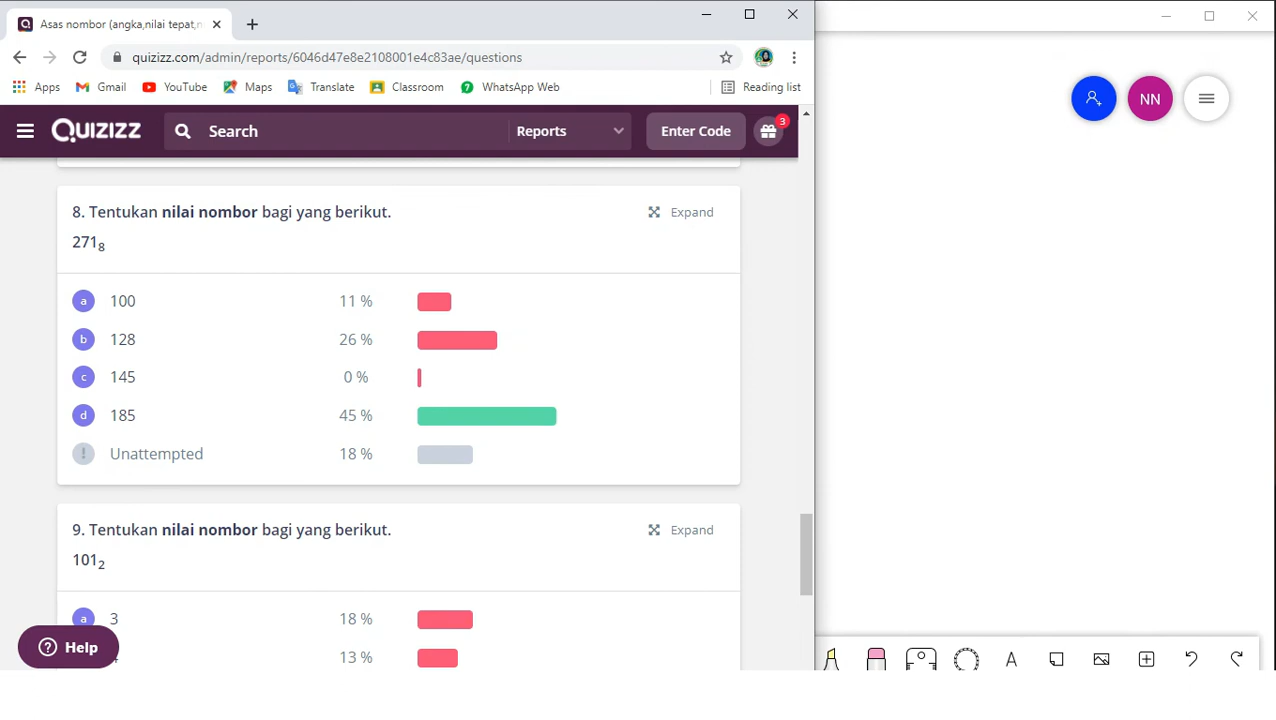 Asas nombor (angka,nilai tepat,n
quizizz.com/admin/reports/6046d47e8e2108001e4c83ae/questions
Apps Gmail YouTube Maps Translate Classroom WhatsApp Web Reading list
QUIZIZZ Search Reports Enter Code 3
NN
8. Tentukan nilai nombor bagi yang berikut. Expand
271₈
a 100 11 %
b 128 26 %
c 145 0 %
d 185 45 %
! Unattempted 18 %
9. Tentukan nilai nombor bagi yang berikut. Expand
101₂
a 3 18 %
13 %
? Help
A